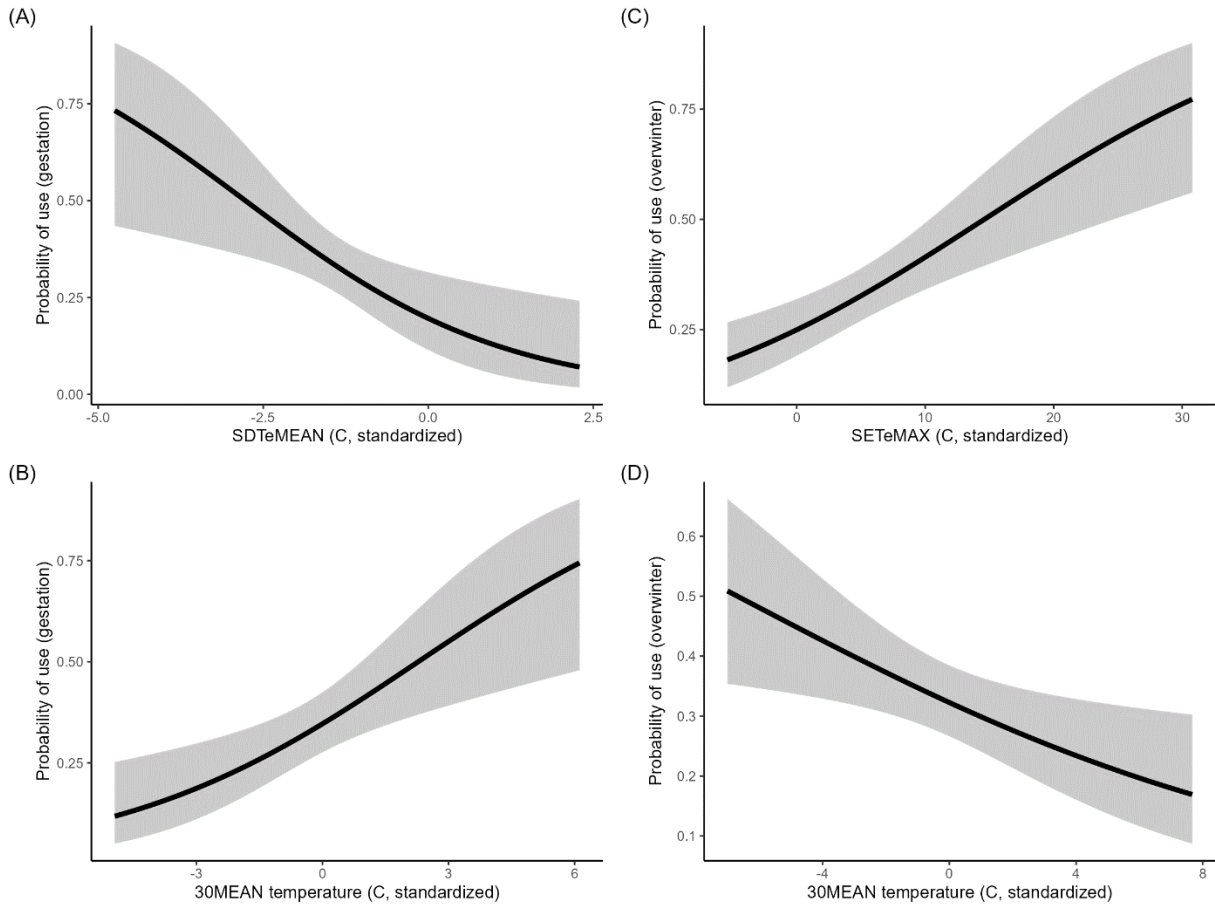 (A)
Probability of use (gestation)
0.75
0.50
0.25
0.00
-5.0
-2.5
0.0
2.5
SDTeMEAN (C, standardized)
(C)
Probability of use (overwinter)
0.75
0.50
0.25
0
10
20
30
SETeMAX (C, standardized)
(B)
Probability of use (gestation)
0.75
0.50
0.25
-3
0
3
6
30MEAN temperature (C, standardized)
(D)
Probability of use (overwinter)
0.6
0.5
0.4
0.3
0.2
0.1
-4
0
4
8
30MEAN temperature (C, standardized)